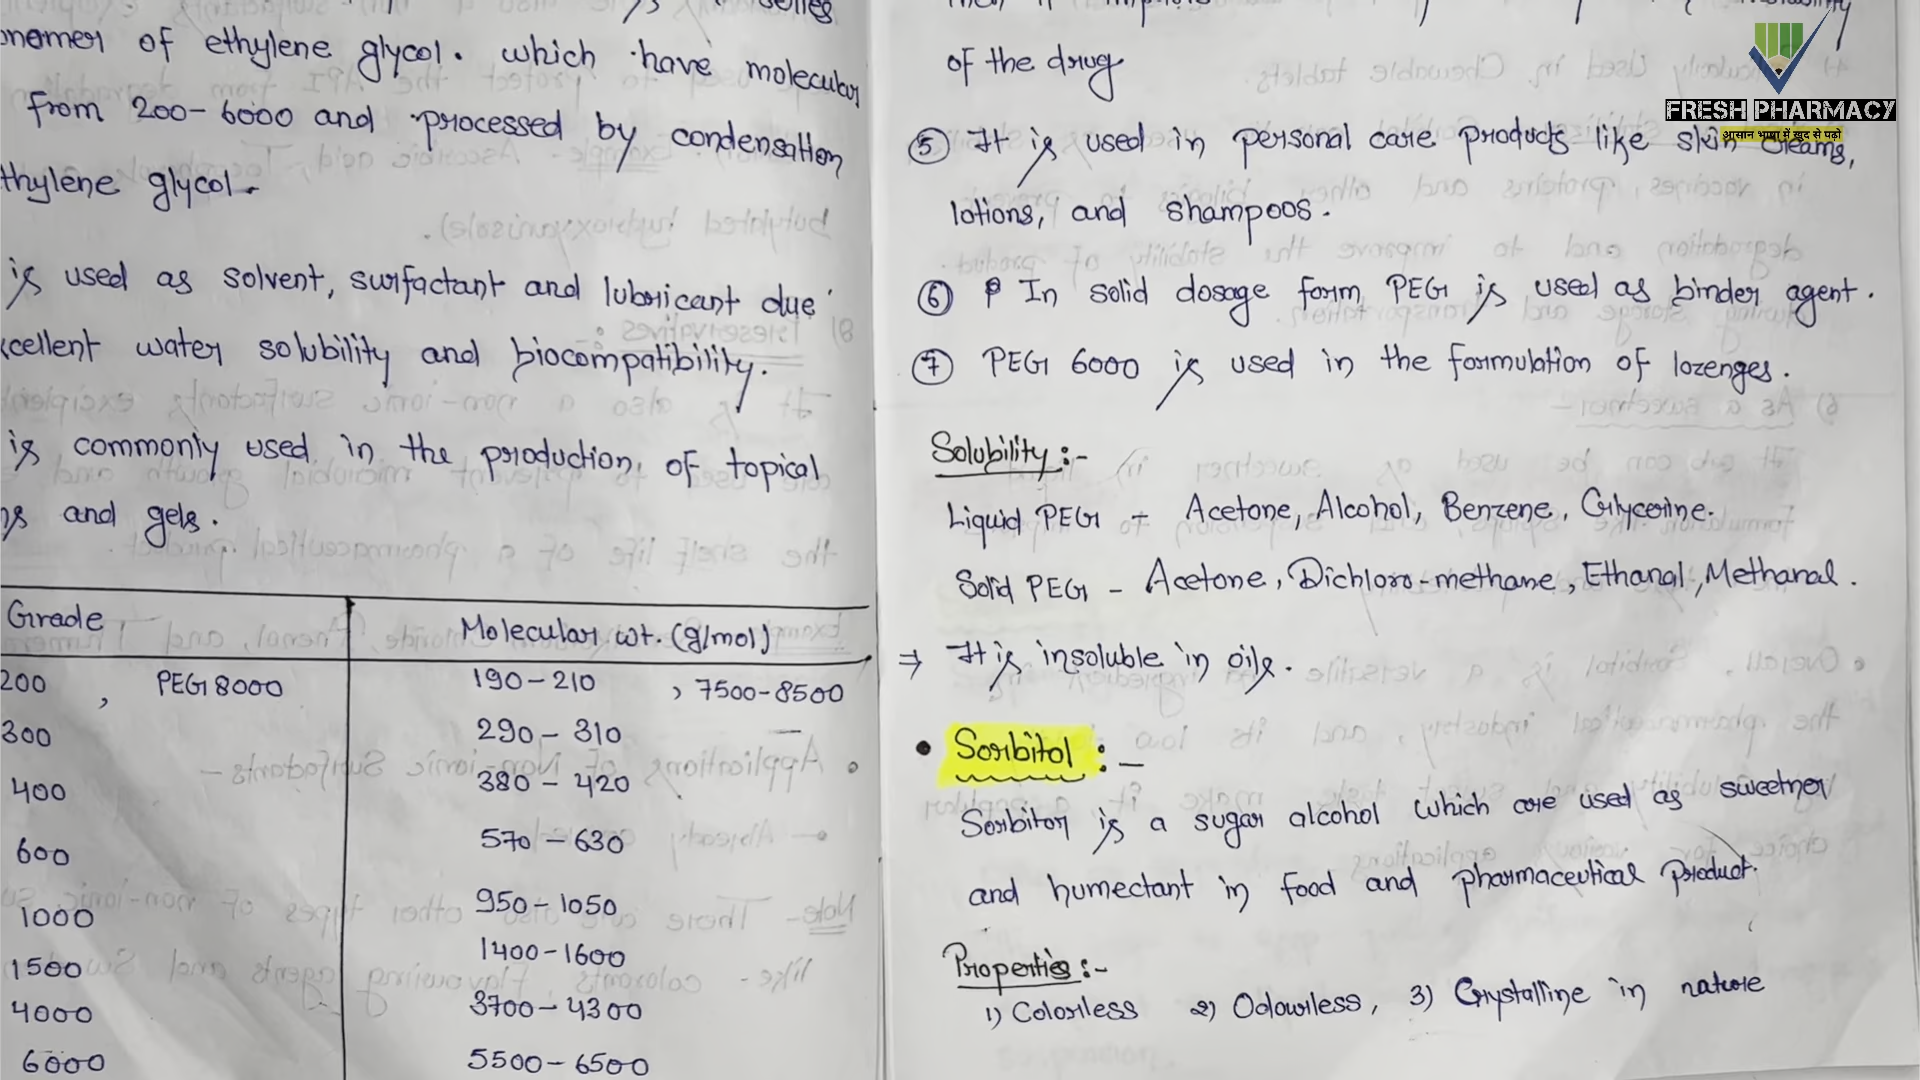 nomer of ethylene glycol. which have molecular
from 200-6000 and processed by condensation
thylene glycol.
is used as solvent, surfactant and lubricant due
xcellent water solubility and biocompatibility.
is commonly used in the production of topical
and gels.
Grade Molecular wt. (g/mol)
200 , PEG 8000 190-210 , 7500-8500
300 290-310
400 380-420
600 570-630
1000 950-1050
1500 1400-1600
4000 3700-4300
6000 5500-6500
of the drug
⑤ It is used in personal care products like skin creams,
lotions, and shampoos.
⑥ In solid dosage form PEG is used as binder agent.
⑦ PEG 6000 is used in the formulation of lozenges.
Solubility :-
Liquid PEG - Acetone, Alcohol, Benzene, Glycerine.
Solid PEG - Acetone, Dichloro-methane, Ethanal, Methanal.
⇒ It is insoluble in oils.
• Sorbitol :-
Sorbitor is a sugar alcohol which are used as sweetner
and humectant in food and pharmaceutical product.
Properties :-
1) Colorless 2) Odourless, 3) Crystalline in nature
FRESH PHARMACY
आसान भाषा में खुद से पढ़ो